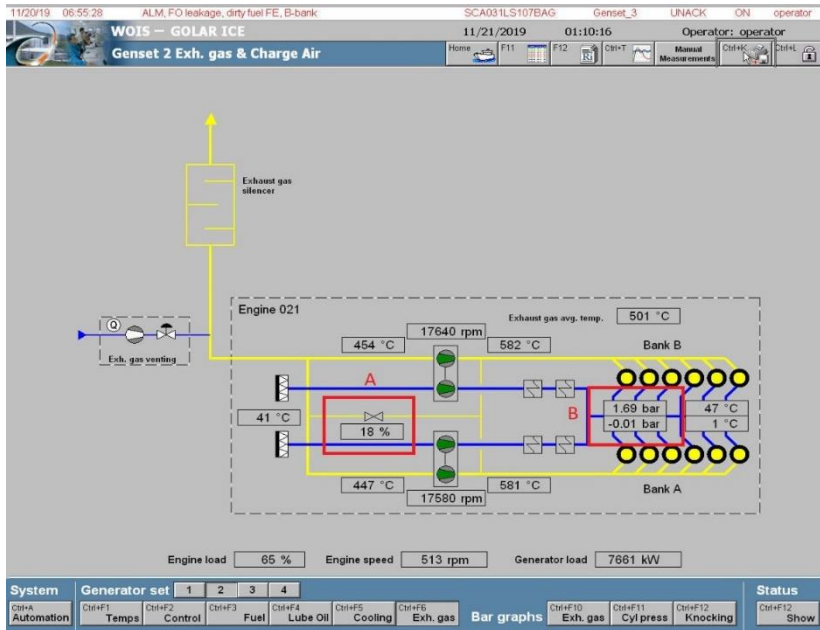 11/20/19 06:55:28 ALM, FO leakage, dirty fuel FE, B-bank SCA031LS107BAG Genset_3 UNACK ON operator
WOIS – GOLAR ICE 11/21/2019 01:10:16 Operator: operator
Genset 2 Exh. gas & Charge Air Home F11 F12 Ctrl+T Manual Measurements Ctrl+K Ctrl+L
Exhaust gas
silencer
Q
Exh. gas venting
Engine 021
Exhaust gas avg. temp. 501 °C
17640 rpm
454 °C 582 °C Bank B
A
41 °C
18 %
B
1.69 bar 47 °C
-0.01 bar 1 °C
447 °C 581 °C Bank A
17580 rpm
Engine load 65 % Engine speed 513 rpm Generator load 7661 kW
System Generator set 1 2 3 4 Status
Ctrl+A Ctrl+F1 Ctrl+F2 Ctrl+F3 Ctrl+F4 Ctrl+F5 Ctrl+F6 Ctrl+F10 Ctrl+F11 Ctrl+F12 Ctrl+F12
Automation Temps Control Fuel Lube Oil Cooling Exh. gas Bar graphs Exh. gas Cyl press Knocking Show